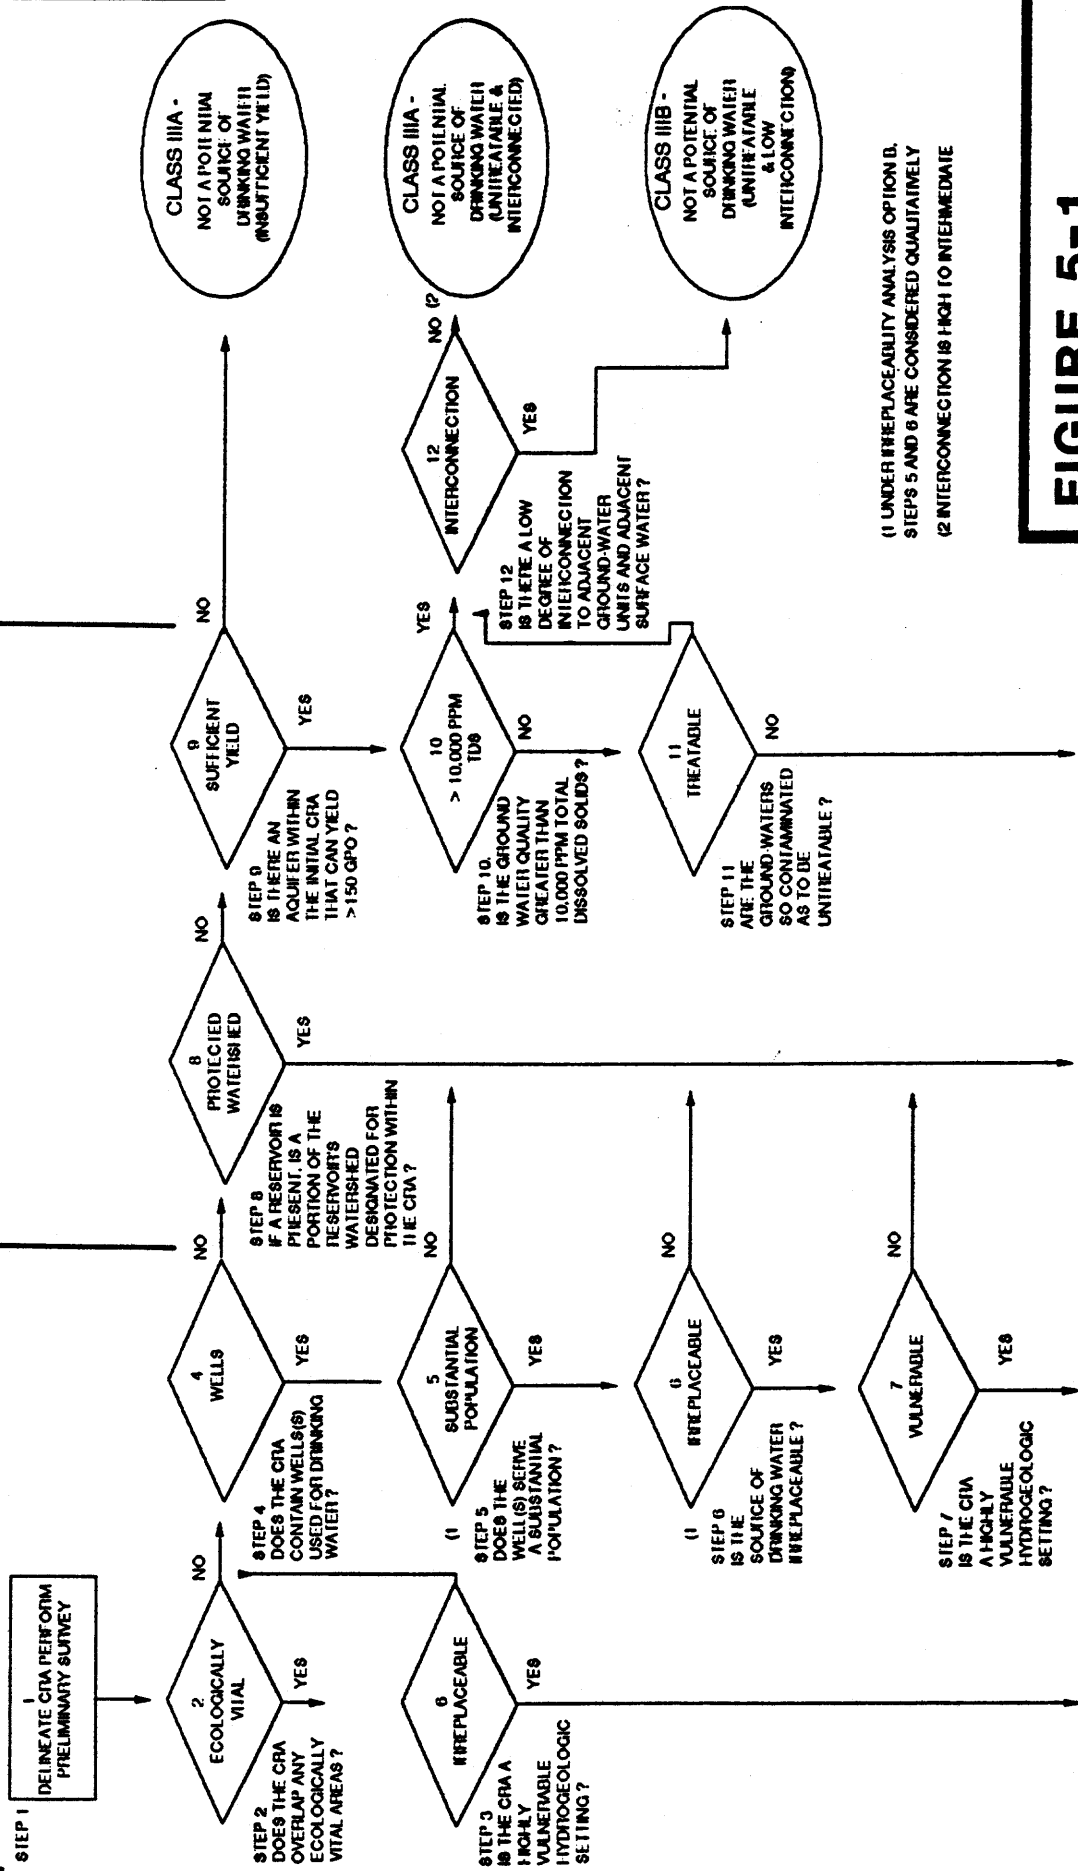 STEP 1
1
DELINEATE CRA PERFORM
PRELIMINARY SURVEY
2
ECOLOGICALLY
VITAL
NO
YES
STEP 2
DOES THE CRA
OVERLAP ANY
ECOLOGICALLY
VITAL AREAS ?
6
IRREPLACEABLE
YES
STEP 3
IS THE CRA A
HIGHLY
VULNERABLE
HYDROGEOLOGIC
SETTING ?
4
WELLS
NO
YES
STEP 4
DOES THE CRA
CONTAIN WELLS(S)
USED FOR DRINKING
WATER ?
5
SUBSTANTIAL
POPULATION
NO
YES
(1
STEP 5
DOES THE
WELL(S) SERVE
A SUBSTANTIAL
POPULATION ?
6
IRREPLACEABLE
NO
YES
(1
STEP 6
IS THE
SOURCE OF
DRINKING WATER
IRREPLACEABLE ?
7
VULNERABLE
NO
YES
STEP 7
IS THE CRA
A HIGHLY
VULNERABLE
HYDROGEOLOGIC
SETTING ?
8
PROTECTED
WATERSHED
NO
YES
STEP 8
IF A RESERVOIR IS
PRESENT, IS A
PORTION OF THE
RESERVOIR'S
WATERSHED
DESIGNATED FOR
PROTECTION WITHIN
THE CRA ?
9
SUFFICIENT
YIELD
NO
YES
STEP 9
IS THERE AN
AQUIFER WITHIN
THE INITIAL CRA
THAT CAN YIELD
>150 GPO ?
10
> 10,000 PPM
TDS
YES
NO
STEP 10.
IS THE GROUND
WATER QUALITY
GREATER THAN
10,000 PPM TOTAL
DISSOLVED SOLIDS ?
11
TREATABLE
NO
STEP 11
ARE THE
GROUND-WATERS
SO CONTAMINATED
AS TO BE
UNTREATABLE ?
12
INTERCONNECTION
NO (2
YES
STEP 12
IS THERE A LOW
DEGREE OF
INTERCONNECTION
TO ADJACENT
GROUND-WATER
UNITS AND ADJACENT
SURFACE WATER ?
CLASS IIIA -
NOT A POTENTIAL
SOURCE OF
DRINKING WATER
(INSUFFICIENT YIELD)
CLASS IIIA -
NOT A POTENTIAL
SOURCE OF
DRINKING WATER
(UNTREATABLE &
INTERCONNECTED)
CLASS IIIB -
NOT A POTENTIAL
SOURCE OF
DRINKING WATER
(UNTREATABLE
& LOW
INTERCONNECTION)
(1 UNDER IRREPLACEABLITY ANALYSIS OPTION B,
STEPS 5 AND 6 ARE CONSIDERED QUALITATIVELY
(2 INTERCONNECTION IS HIGH TO INTERMEDIATE
FIGURE 5-1